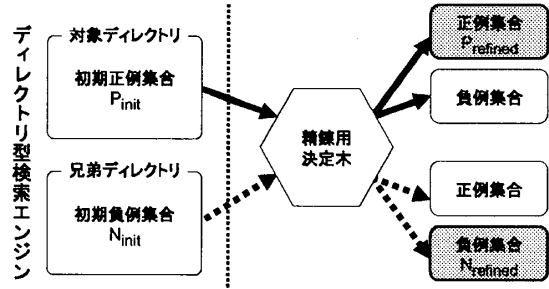 ディレクトリ型検索エンジン
対象ディレクトリ
初期正例集合
Pinit
兄弟ディレクトリ
初期負例集合
Ninit
精錬用
決定木
正例集合
Prefined
負例集合
正例集合
負例集合
Nrefined